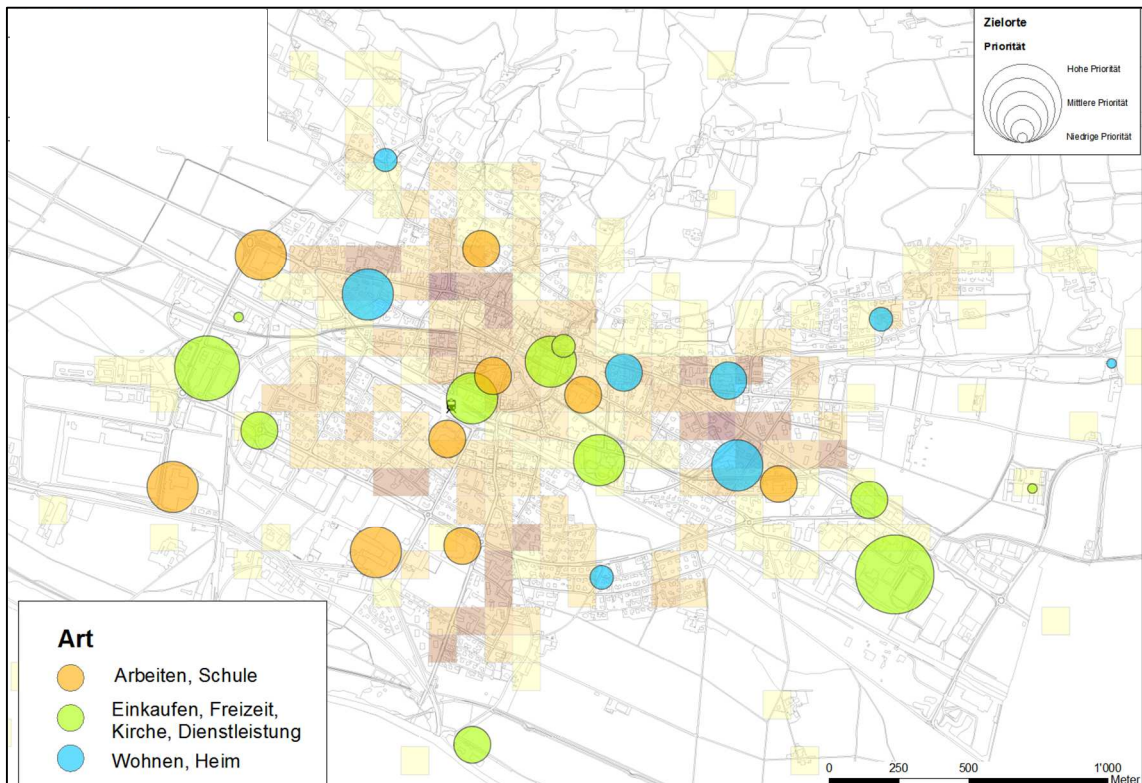 Zielorte
Priorität
Hohe Priorität
Mittlere Priorität
Niedrige Priorität
Art
Arbeiten, Schule
Einkaufen, Freizeit,
Kirche, Dienstleistung
Wohnen, Heim
0 250 500 1'000
Meter